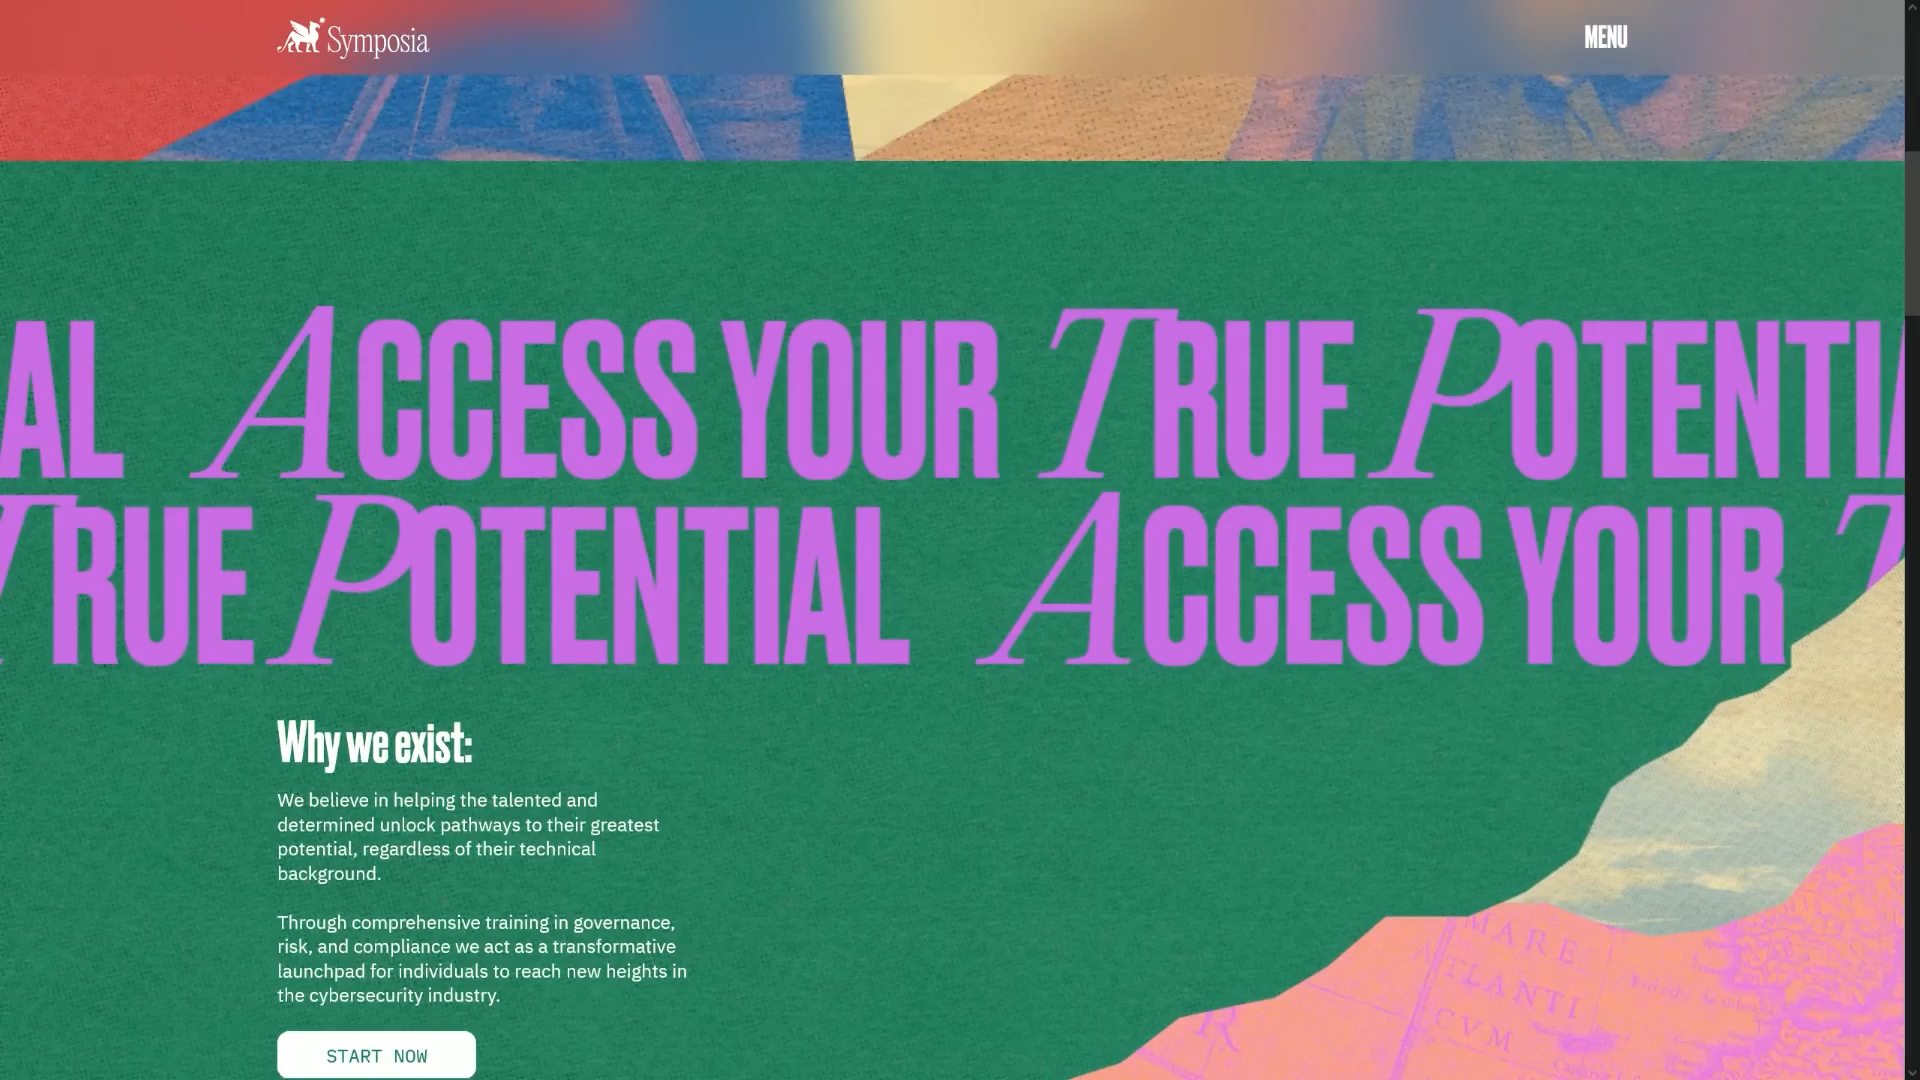 Symposia
MENU
AL ACCESS YOUR TRUE POTENTIA
TRUE POTENTIAL ACCESS YOUR T
Why we exist:
We believe in helping the talented and
determined unlock pathways to their greatest
potential, regardless of their technical
background.
Through comprehensive training in governance,
risk, and compliance we act as a transformative
launchpad for individuals to reach new heights in
the cybersecurity industry.
START NOW
MARE
ATLANTI
CVM
R